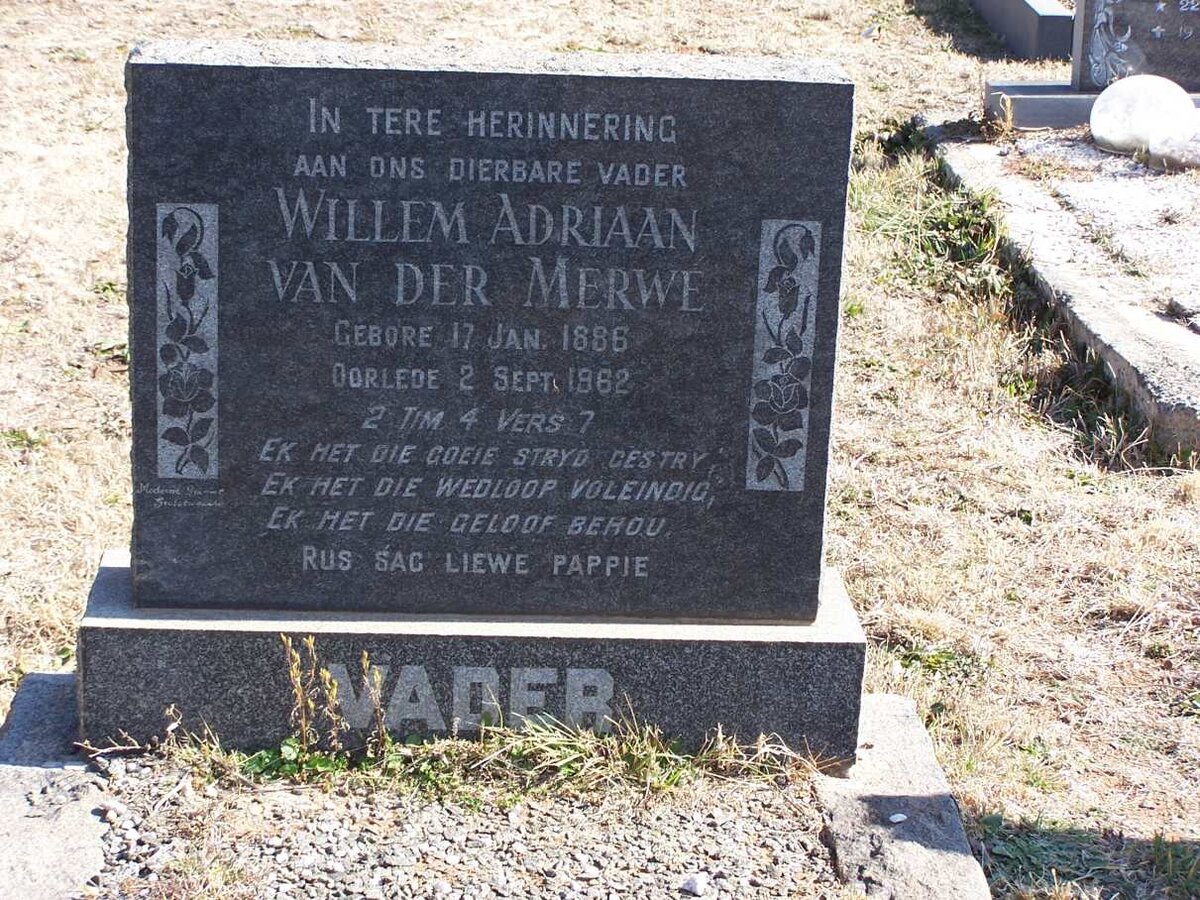 IN TERE HERINNERING
AAN ONS DIERBARE VADER
WILLEM ADRIAAN
VAN DER MERWE
GEBORE 17 JAN. 1886
OORLEDE 2 SEPT. 1962
2 TIM 4 VERS 7
EK HET DIE GOEIE STRYD GESTRY,
EK HET DIE WEDLOOP VOLEINDIG,
EK HET DIE GELOOF BEHOU.
RUS SAG LIEWE PAPPIE
VADER
Moderne
22